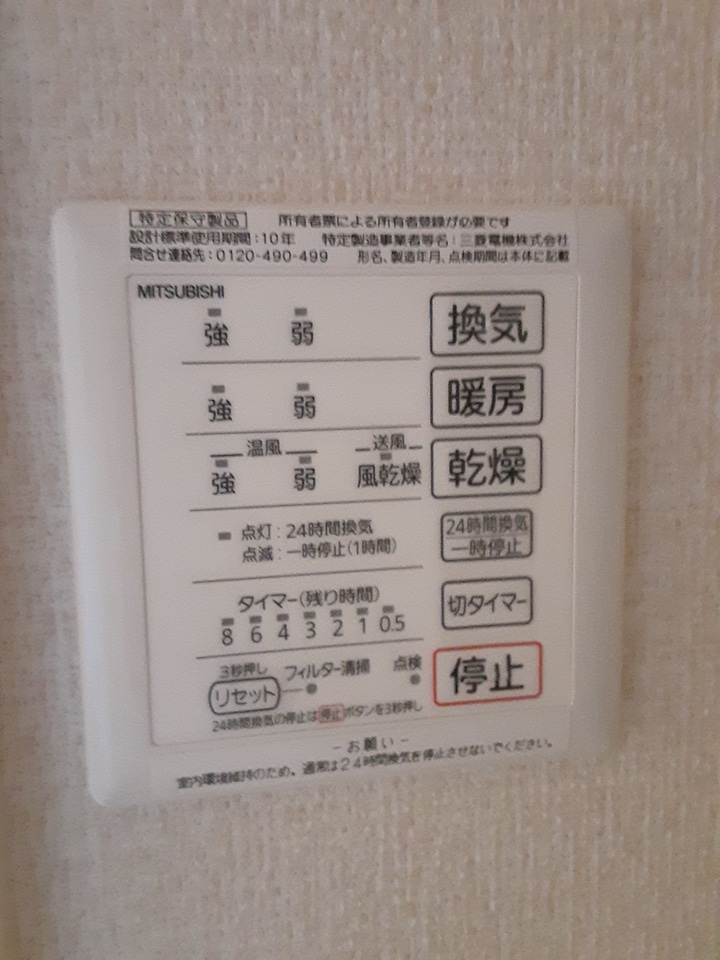 特定保守製品 所有者票による所有者登録が必要です
設計標準使用期間:10年 特定製造事業者等名:三菱電機株式会社
問合せ連絡先:0120-490-499 形名、製造年月、点検期間は本体に記載
MITSUBISHI
強 弱 換気
強 弱 暖房
温風 送風
強 弱 風乾燥 乾燥
点灯:24時間換気 24時間換気
点滅:一時停止(1時間) 一時停止
タイマー(残り時間) 切タイマー
8 6 4 3 2 1 0.5
3秒押し フィルター清掃 点検
リセット 停止
24時間換気の停止は停止ボタンを3秒押し
-お願い-
室内環境維持のため、通常は24時間換気を停止させないでください。